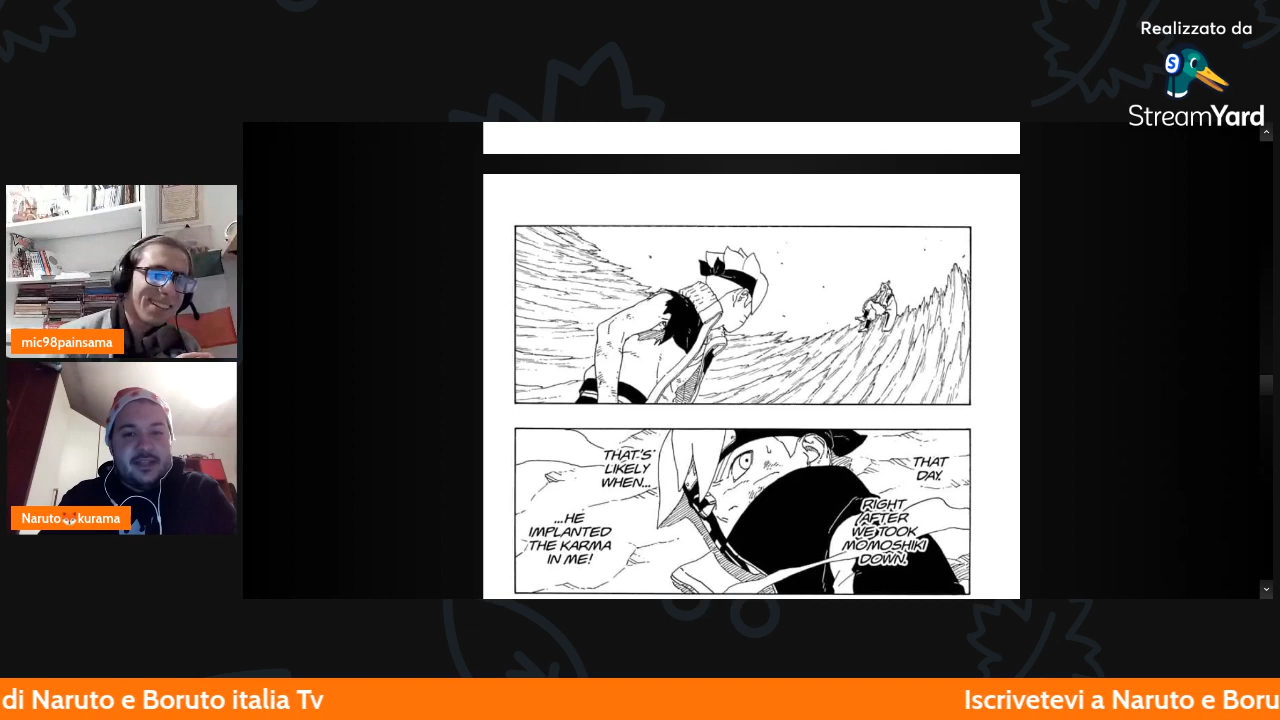 Realizzato da
S
StreamYard
mic98painsama
Naruto🦊kurama
THAT
DAY.
RIGHT
AFTER
WE TOOK
MOMOSHIKI
DOWN.
THAT'S
LIKELY
WHEN...
...HE
IMPLANTED
THE KARMA
IN ME!
di Naruto e Boruto italia Tv
Iscrivetevi a Naruto e Boru